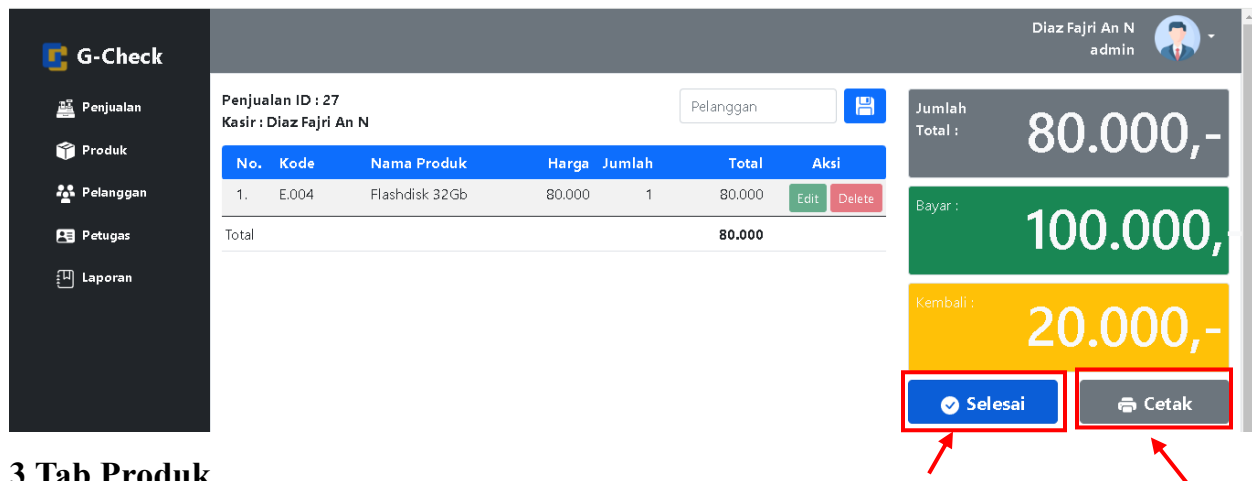 Diaz Fajri An N
admin
G-Check
Penjualan
Produk
Pelanggan
Petugas
Laporan
Penjualan ID : 27
Kasir : Diaz Fajri An N
Pelanggan
No. Kode Nama Produk Harga Jumlah Total Aksi
1. E.004 Flashdisk 32Gb 80.000 1 80.000 Edit Delete
Total 80.000
Jumlah
Total :
80.000,-
Bayar :
100.000,-
Kembali :
20.000,-
Selesai
Cetak
3 Tab Produk